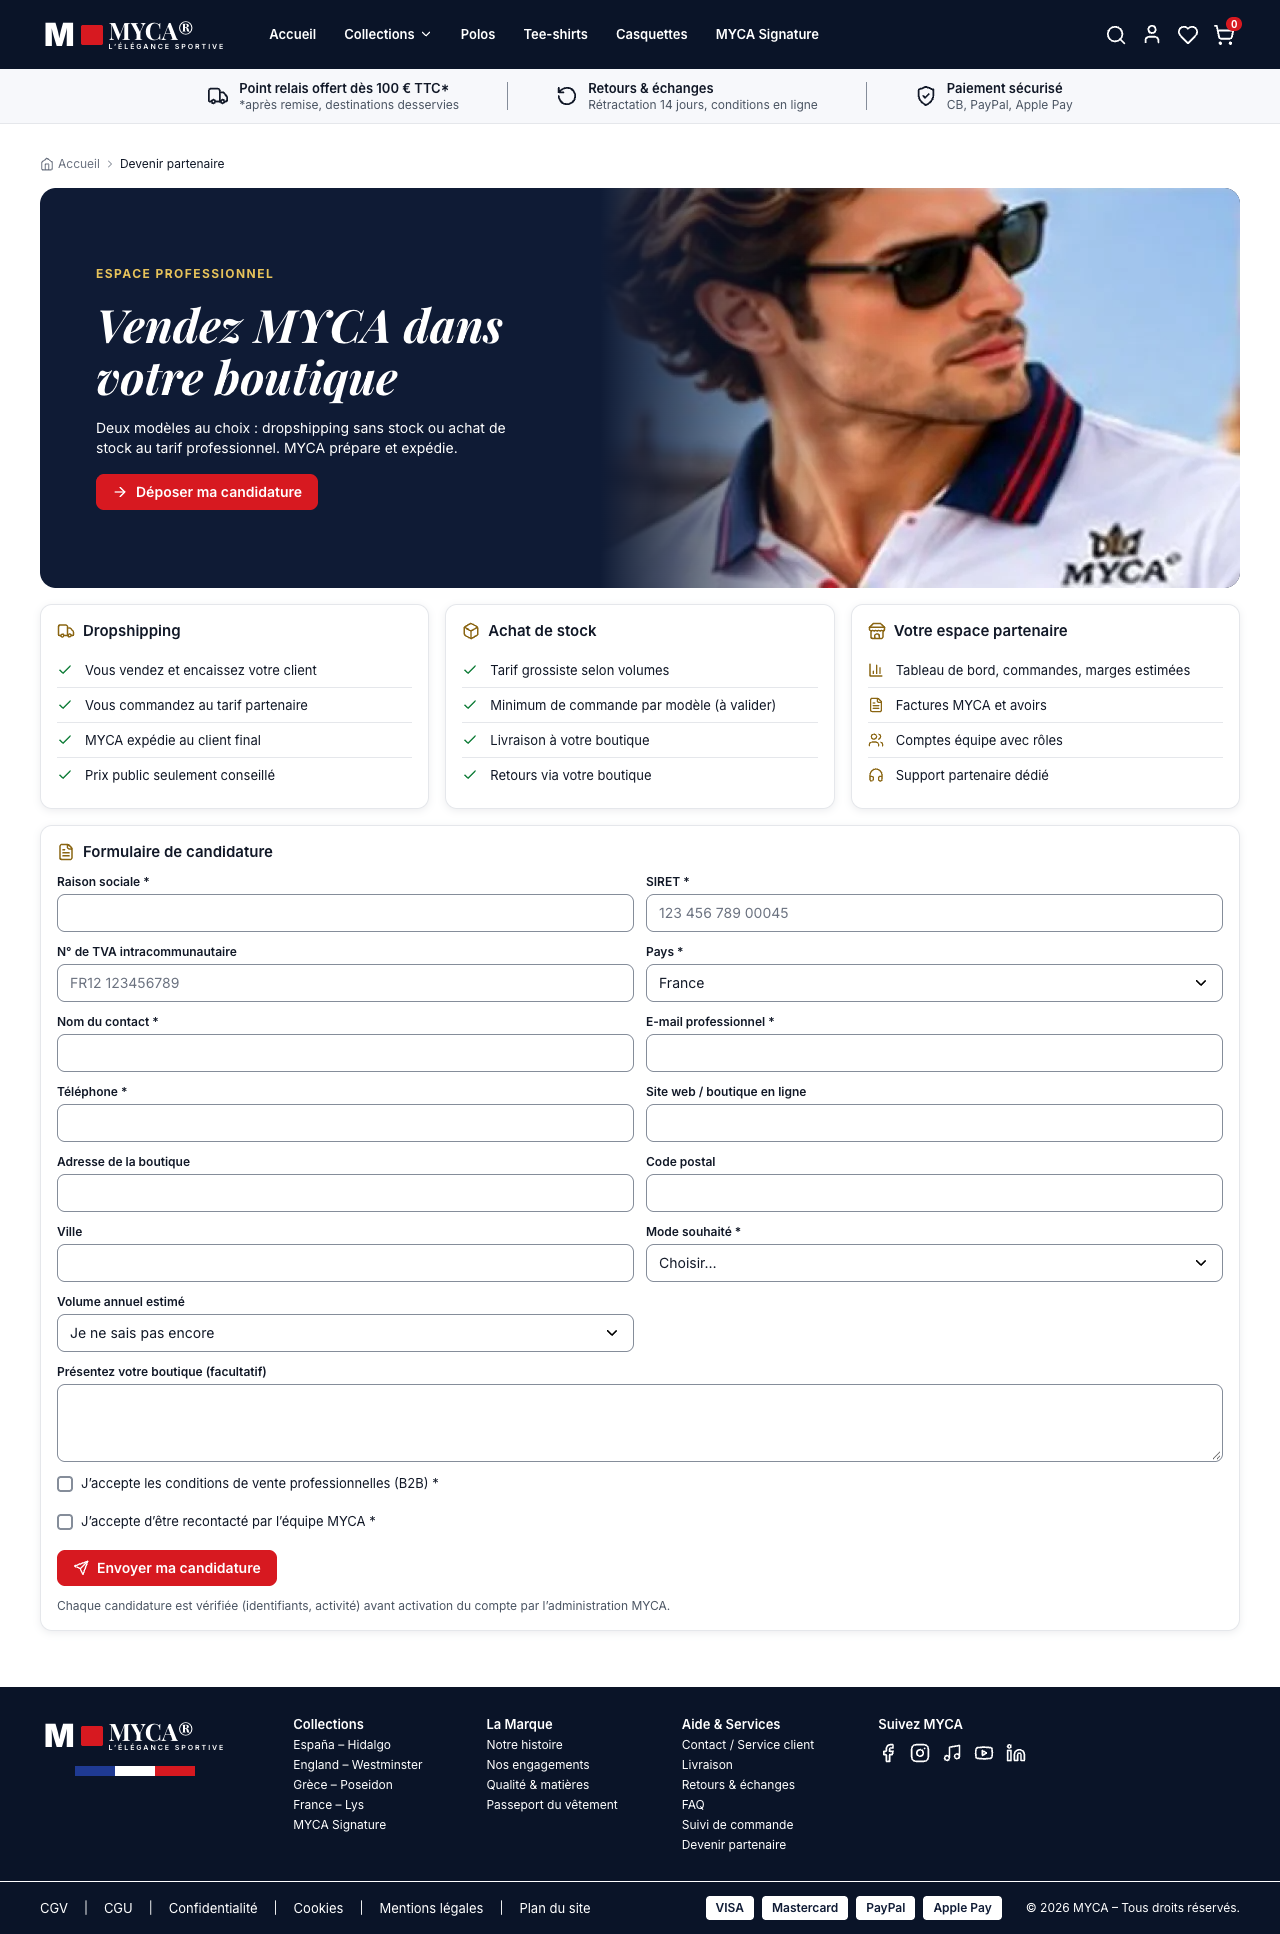 M MYCA®
L'ÉLÉGANCE SPORTIVE
Accueil
Collections
Polos
Tee-shirts
Casquettes
MYCA Signature
0
Point relais offert dès 100 € TTC*
*après remise, destinations desservies
Retours & échanges
Rétractation 14 jours, conditions en ligne
Paiement sécurisé
CB, PayPal, Apple Pay
Accueil
Devenir partenaire
ESPACE PROFESSIONNEL
Vendez MYCA dans
votre boutique
Deux modèles au choix : dropshipping sans stock ou achat de
stock au tarif professionnel. MYCA prépare et expédie.
Déposer ma candidature
MYCA
Dropshipping
Vous vendez et encaissez votre client
Vous commandez au tarif partenaire
MYCA expédie au client final
Prix public seulement conseillé
Achat de stock
Tarif grossiste selon volumes
Minimum de commande par modèle (à valider)
Livraison à votre boutique
Retours via votre boutique
Votre espace partenaire
Tableau de bord, commandes, marges estimées
Factures MYCA et avoirs
Comptes équipe avec rôles
Support partenaire dédié
Formulaire de candidature
Raison sociale *
SIRET *
123 456 789 00045
N° de TVA intracommunautaire
FR12 123456789
Pays *
France
Nom du contact *
E-mail professionnel *
Téléphone *
Site web / boutique en ligne
Adresse de la boutique
Code postal
Ville
Mode souhaité *
Choisir...
Volume annuel estimé
Je ne sais pas encore
Présentez votre boutique (facultatif)
J’accepte les conditions de vente professionnelles (B2B) *
J’accepte d’être recontacté par l’équipe MYCA *
Envoyer ma candidature
Chaque candidature est vérifiée (identifiants, activité) avant activation du compte par l’administration MYCA.
M MYCA®
L'ÉLÉGANCE SPORTIVE
Collections
España – Hidalgo
England – Westminster
Grèce – Poseidon
France – Lys
MYCA Signature
La Marque
Notre histoire
Nos engagements
Qualité & matières
Passeport du vêtement
Aide & Services
Contact / Service client
Livraison
Retours & échanges
FAQ
Suivi de commande
Devenir partenaire
Suivez MYCA
CGV | CGU | Confidentialité | Cookies | Mentions légales | Plan du site
VISA
Mastercard
PayPal
Apple Pay
© 2026 MYCA – Tous droits réservés.